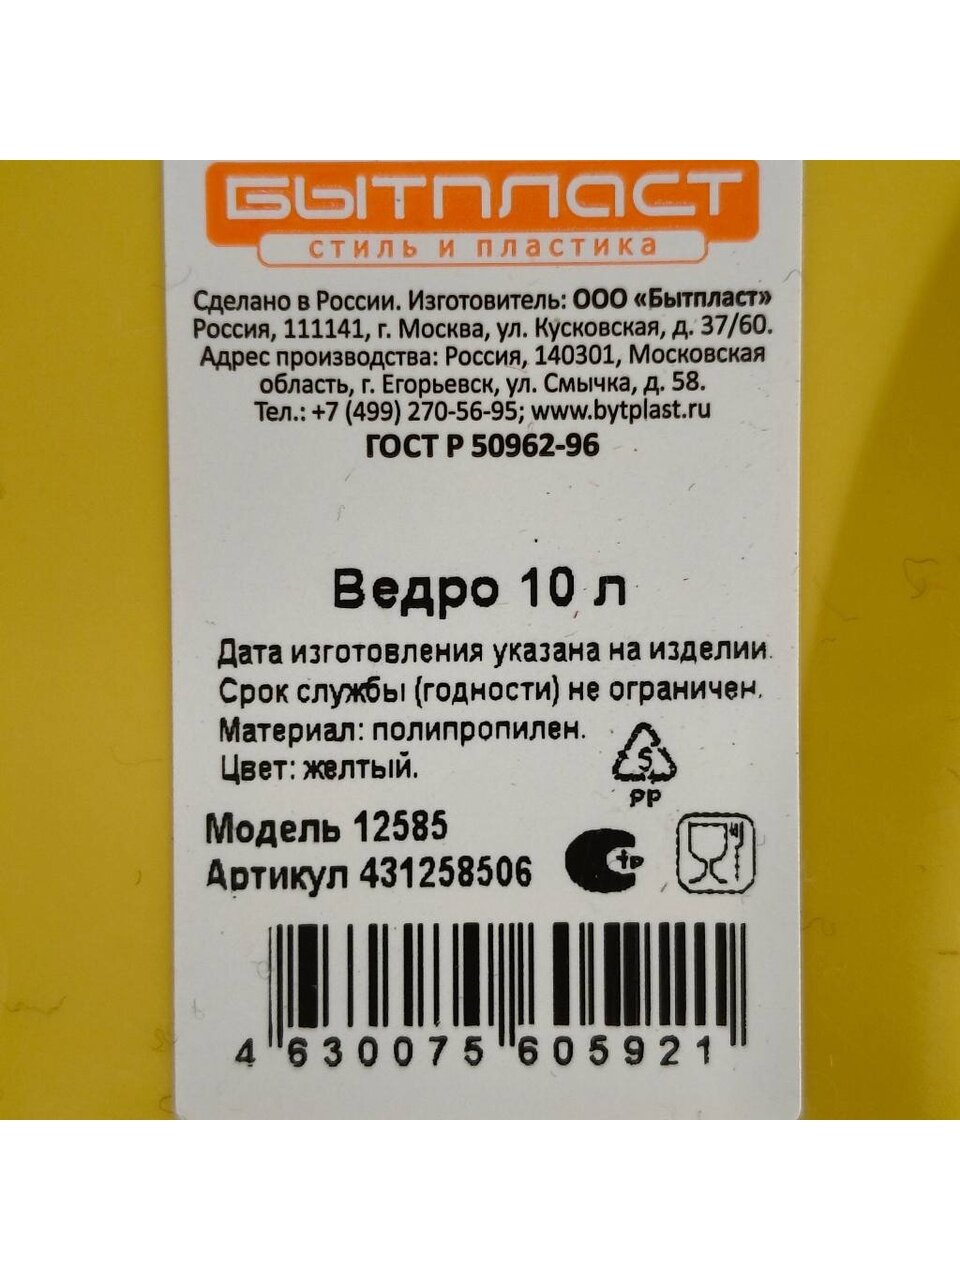 БЫТПЛАСТ
СТИЛЬ И ПЛАСТИКА
Сделано в России. Изготовитель: ООО «Бытпласт»
Россия, 111141, г. Москва, ул. Кусковская, д. 37/60.
Адрес производства: Россия, 140301, Московская
область, г. Егорьевск, ул. Смычка, д. 58.
Тел.: +7 (499) 270-56-95; www.bytplast.ru
ГОСТ Р 50962-96
Ведро 10 л
Дата изготовления указана на изделии.
Срок службы (годности) не ограничен.
Материал: полипропилен.
Цвет: желтый.
5
PP
Модель 12585
Артикул 431258506
4 630075 605921